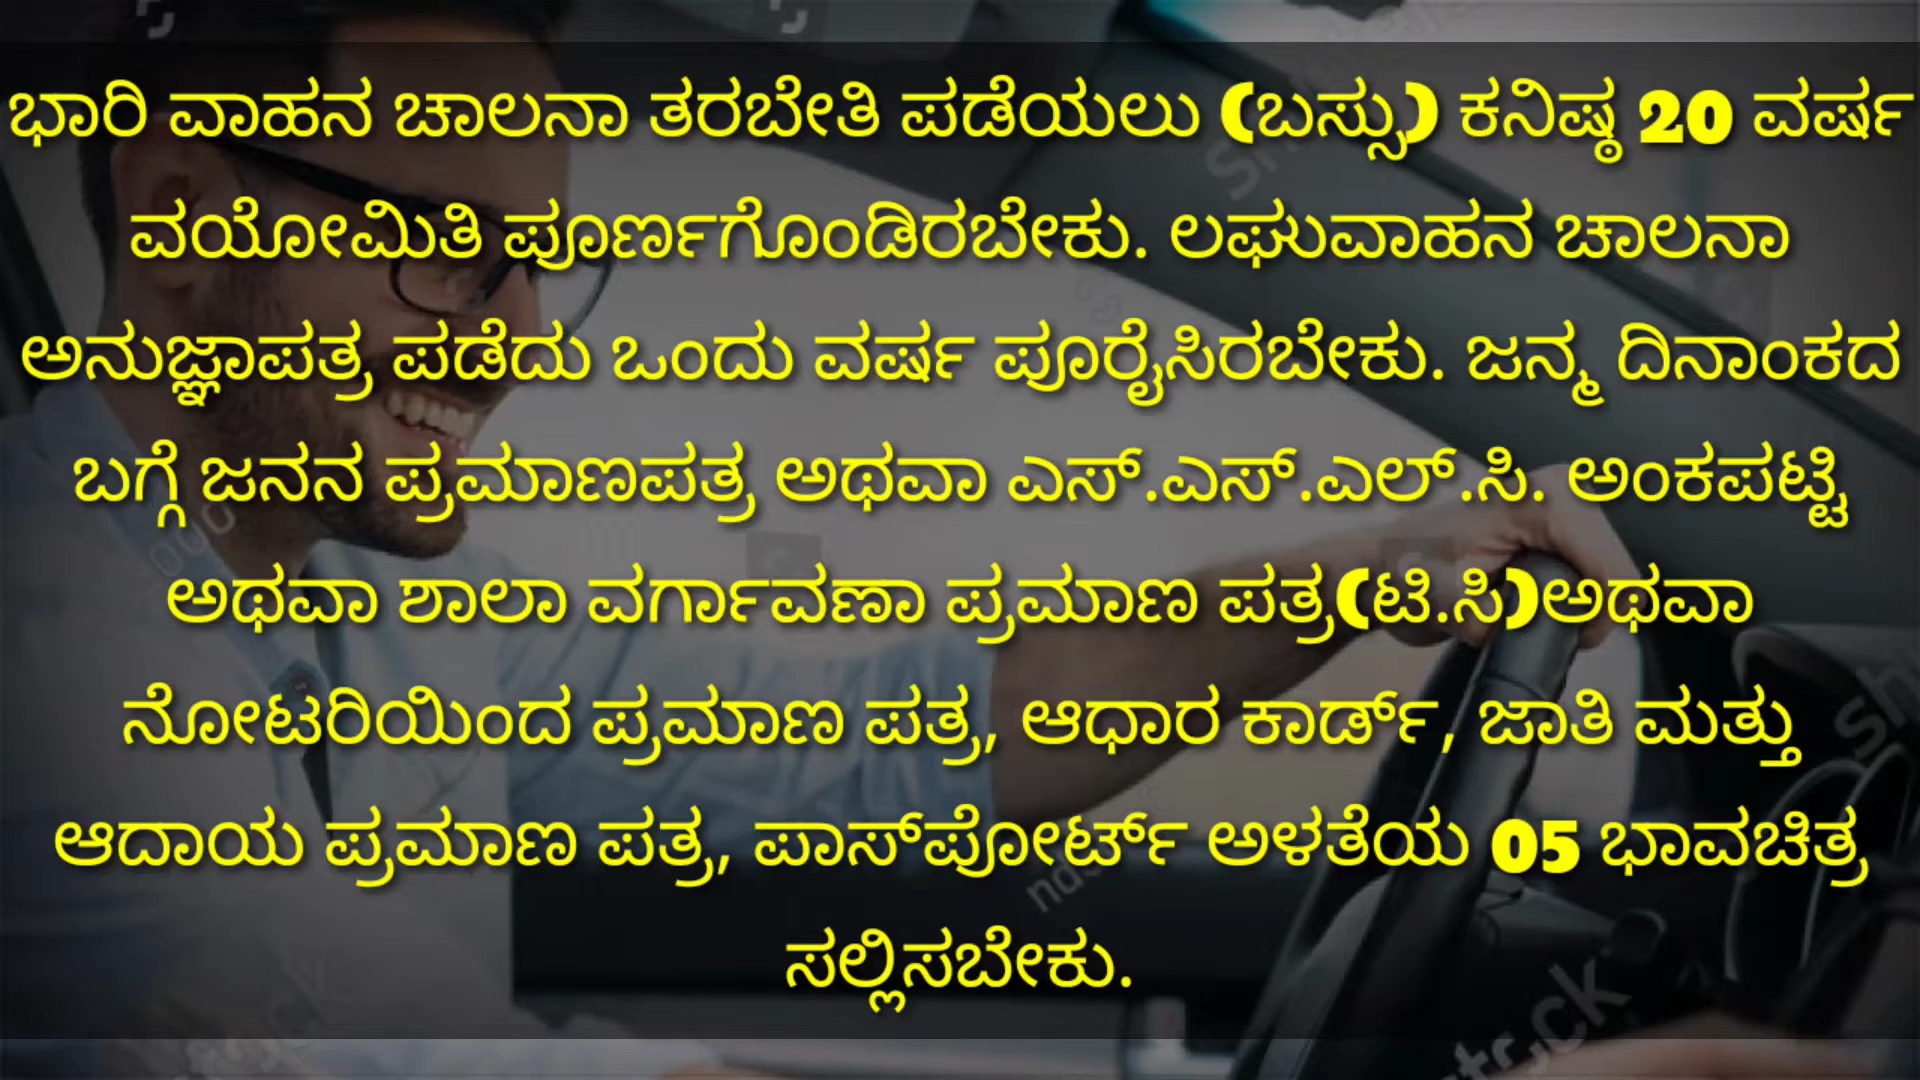 ಭಾರಿ ವಾಹನ ಚಾಲನಾ ತರಬೇತಿ ಪಡೆಯಲು (ಬಸ್ಸು) ಕನಿಷ್ಠ 20 ವರ್ಷ
ವಯೋಮಿತಿ ಪೂರ್ಣಗೊಂಡಿರಬೇಕು. ಲಘುವಾಹನ ಚಾಲನಾ
ಅನುಜ್ಞಾಪತ್ರ ಪಡೆದು ಒಂದು ವರ್ಷ ಪೂರೈಸಿರಬೇಕು. ಜನ್ಮ ದಿನಾಂಕದ
ಬಗ್ಗೆ ಜನನ ಪ್ರಮಾಣಪತ್ರ ಅಥವಾ ಎಸ್.ಎಸ್.ಎಲ್.ಸಿ. ಅಂಕಪಟ್ಟಿ
ಅಥವಾ ಶಾಲಾ ವರ್ಗಾವಣಾ ಪ್ರಮಾಣ ಪತ್ರ(ಟಿ.ಸಿ)ಅಥವಾ
ನೋಟರಿಯಿಂದ ಪ್ರಮಾಣ ಪತ್ರ, ಆಧಾರ ಕಾರ್ಡ್, ಜಾತಿ ಮತ್ತು
ಆದಾಯ ಪ್ರಮಾಣ ಪತ್ರ, ಪಾಸ್‌ಪೋರ್ಟ್ ಅಳತೆಯ 05 ಭಾವಚಿತ್ರ
ಸಲ್ಲಿಸಬೇಕು.